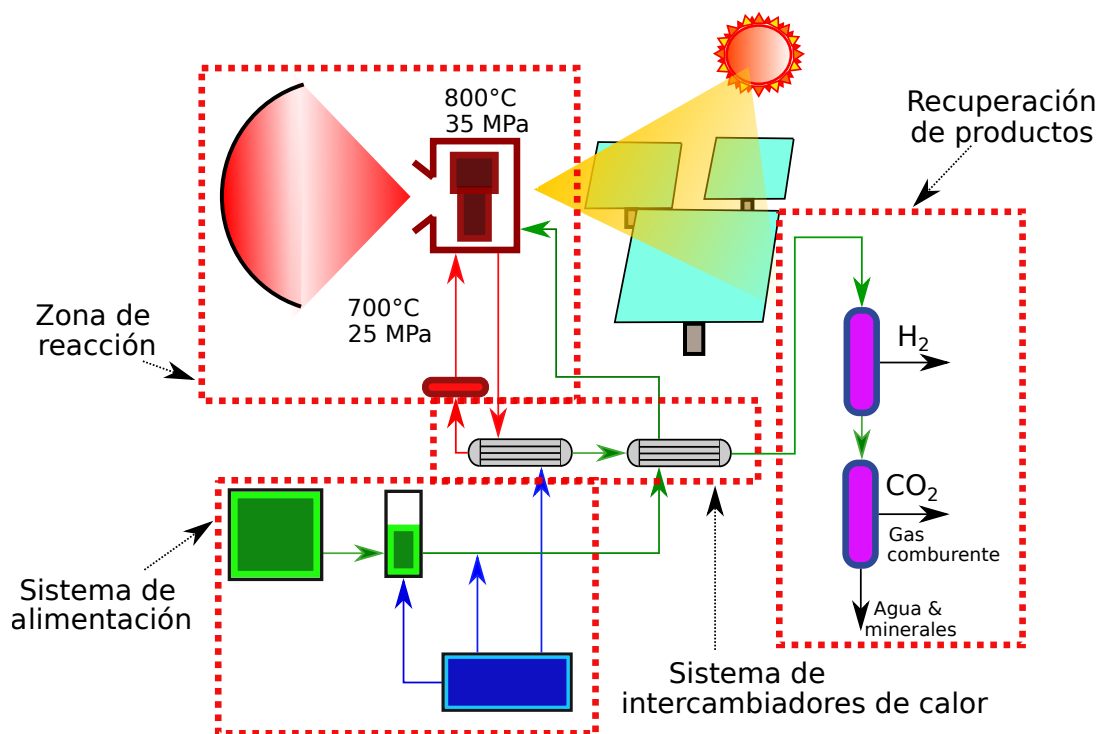 800°C
35 MPa
Recuperación
de productos
700°C
25 MPa
Zona de
reacción
H2
CO2
Gas
comburente
Sistema de
alimentación
Agua &
minerales
Sistema de
intercambiadores de calor